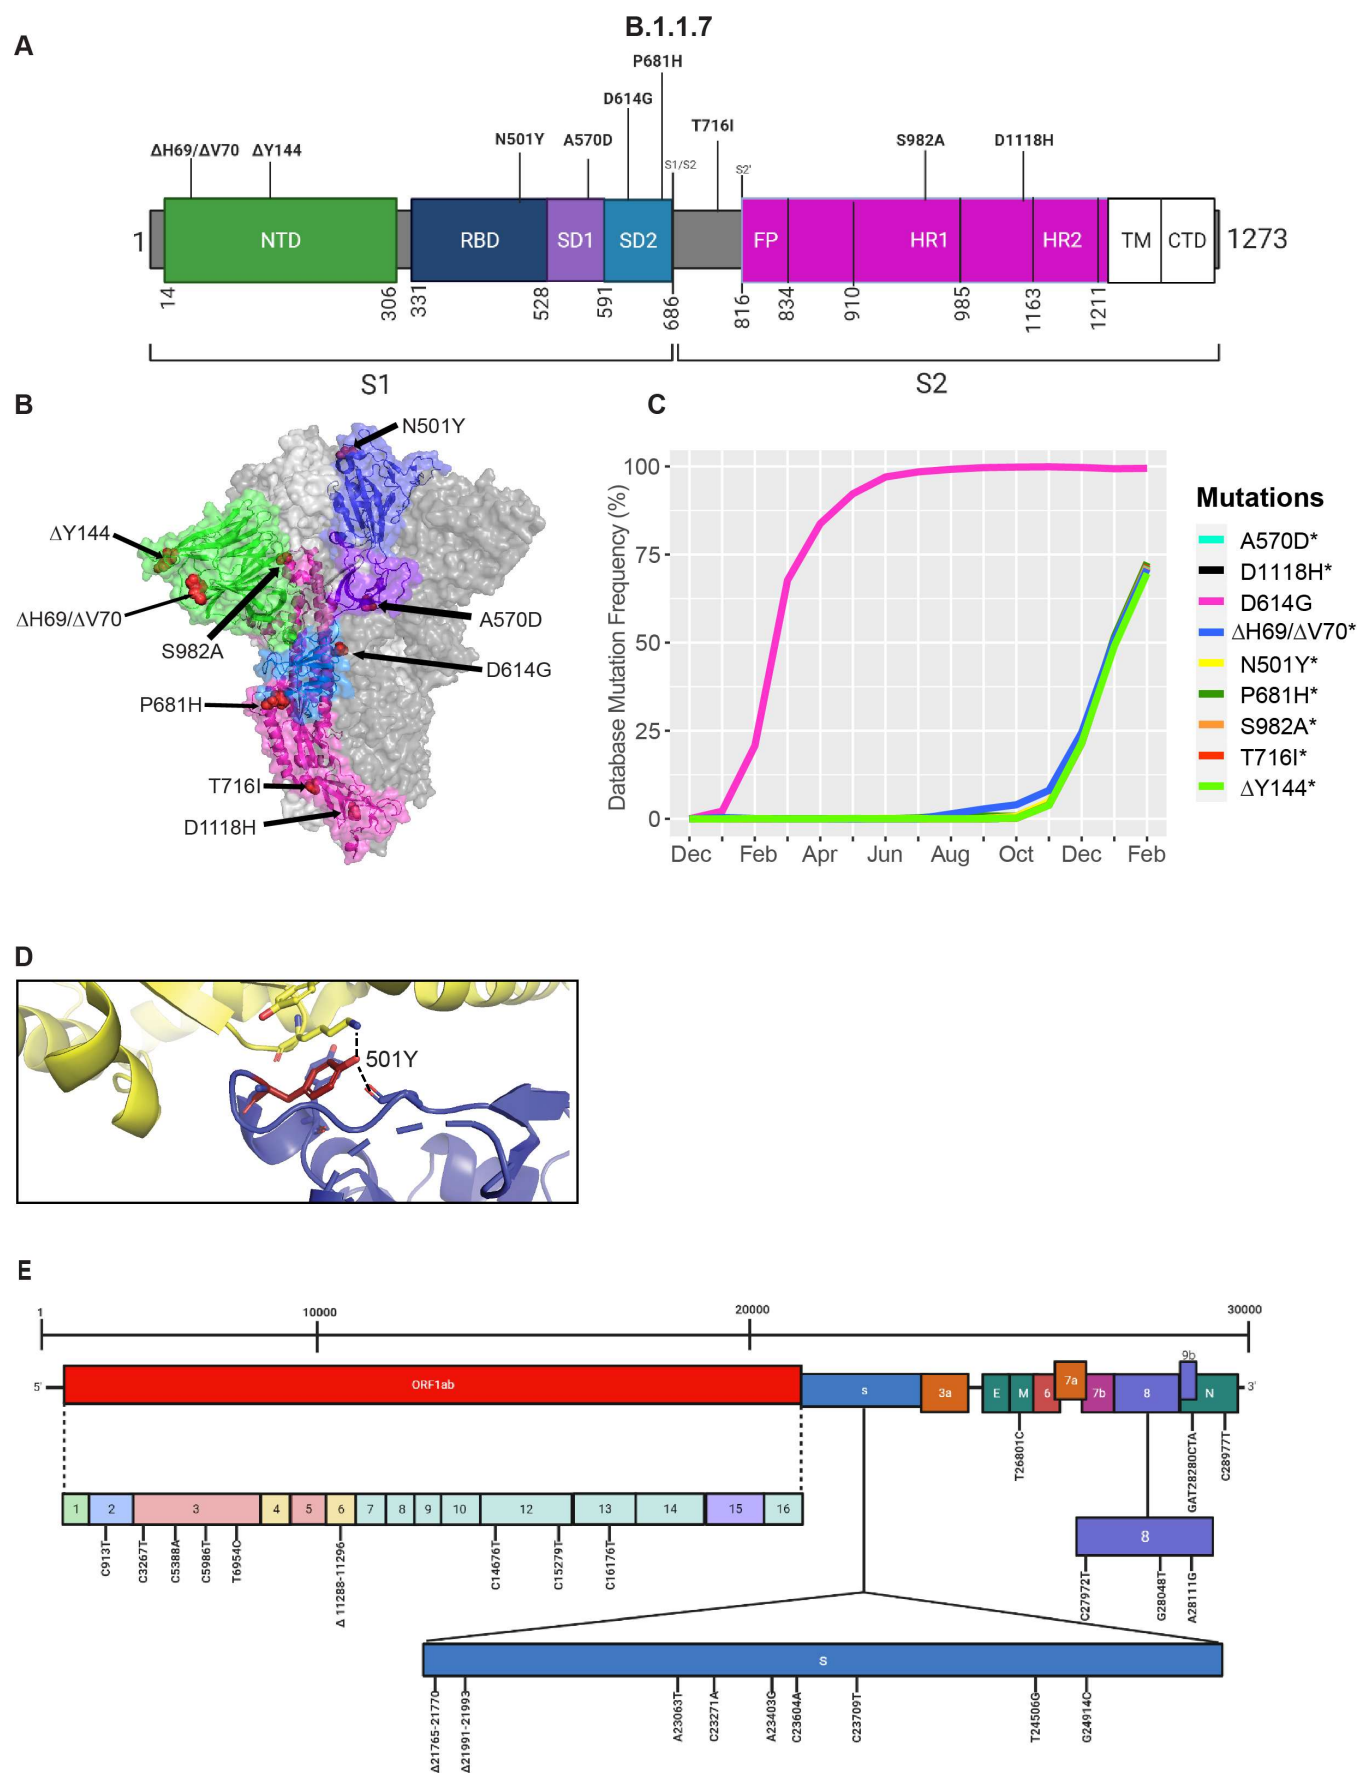 B.1.1.7
A
P681H
D614G
T716I
ΔH69/ΔV70
ΔY144
N501Y
A570D
S982A
D1118H
S1/S2
S2'
1
NTD
RBD
SD1
SD2
FP
HR1
HR2
TM
CTD
1273
14
306
331
528
591
686
816
834
910
985
1163
1211
S1
S2
B
N501Y
ΔY144
ΔH69/ΔV70
S982A
A570D
D614G
P681H
T716I
D1118H
C
Database Mutation Frequency (%)
100
75
50
25
0
Dec
Feb
Apr
Jun
Aug
Oct
Dec
Feb
Mutations
A570D*
D1118H*
D614G
ΔH69/ΔV70*
N501Y*
P681H*
S982A*
T716I*
ΔY144*
D
501Y
E
1
10000
20000
30000
5'
ORF1ab
s
3a
E
M
6
7a
7b
8
9b
N
3'
T26801C
GAT28280CTA
C28977T
1
2
3
4
5
6
7
8
9
10
12
13
14
15
16
C913T
C3267T
C5388A
C5986T
T6954C
Δ 11288-11296
C14676T
C15279T
C16176T
8
C27972T
G28048T
A28111G
S
Δ21765-21770
Δ21991-21993
A23063T
C23271A
A23403G
C23604A
C23709T
T24506G
G24914C